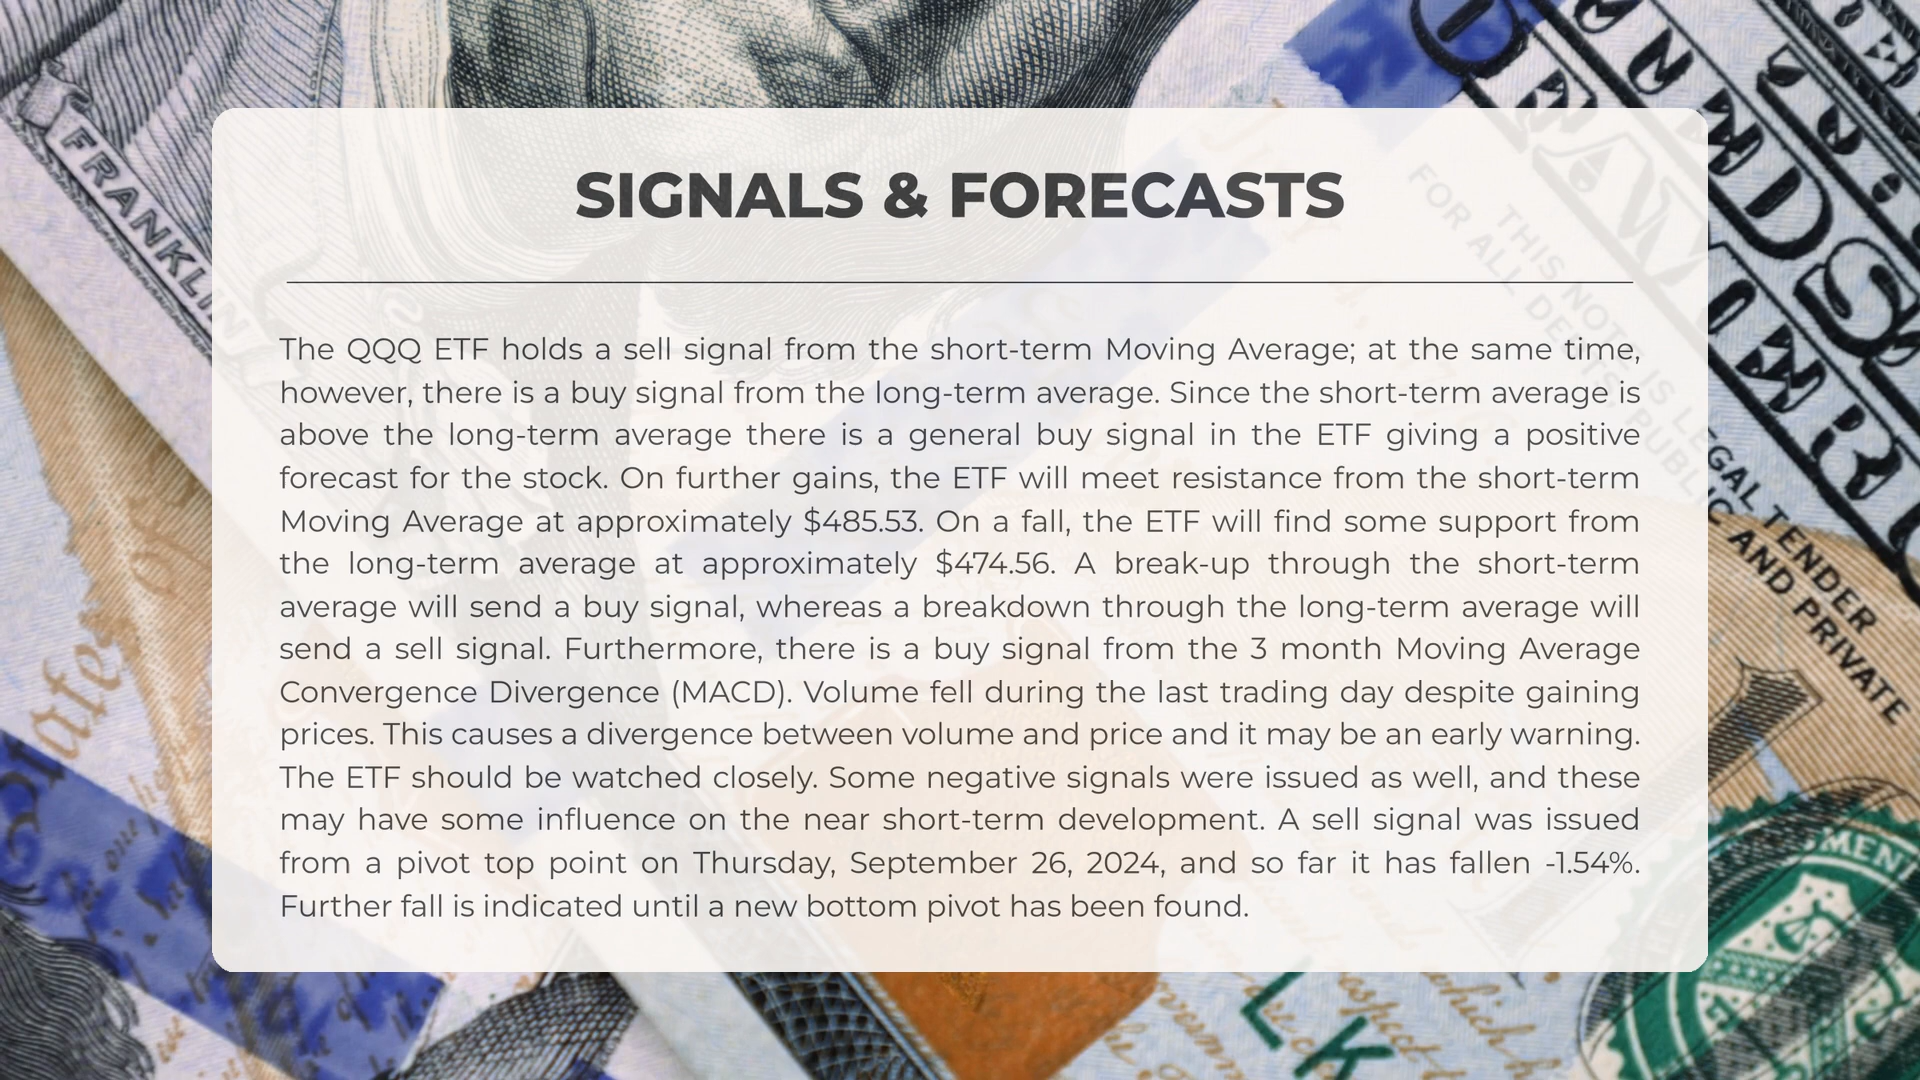 FRANKLIN
SIGNALS & FORECASTS
The QQQ ETF holds a sell signal from the short-term Moving Average; at the same time,
however, there is a buy signal from the long-term average. Since the short-term average is
above the long-term average there is a general buy signal in the ETF giving a positive
forecast for the stock. On further gains, the ETF will meet resistance from the short-term
Moving Average at approximately $485.53. On a fall, the ETF will find some support from
the long-term average at approximately $474.56. A break-up through the short-term
average will send a buy signal, whereas a breakdown through the long-term average will
send a sell signal. Furthermore, there is a buy signal from the 3 month Moving Average
Convergence Divergence (MACD). Volume fell during the last trading day despite gaining
prices. This causes a divergence between volume and price and it may be an early warning.
The ETF should be watched closely. Some negative signals were issued as well, and these
may have some influence on the near short-term development. A sell signal was issued
from a pivot top point on Thursday, September 26, 2024, and so far it has fallen -1.54%.
Further fall is indicated until a new bottom pivot has been found.
THIS NOTE IS LEGAL TENDER
FOR ALL DEBTS, PUBLIC AND PRIVATE